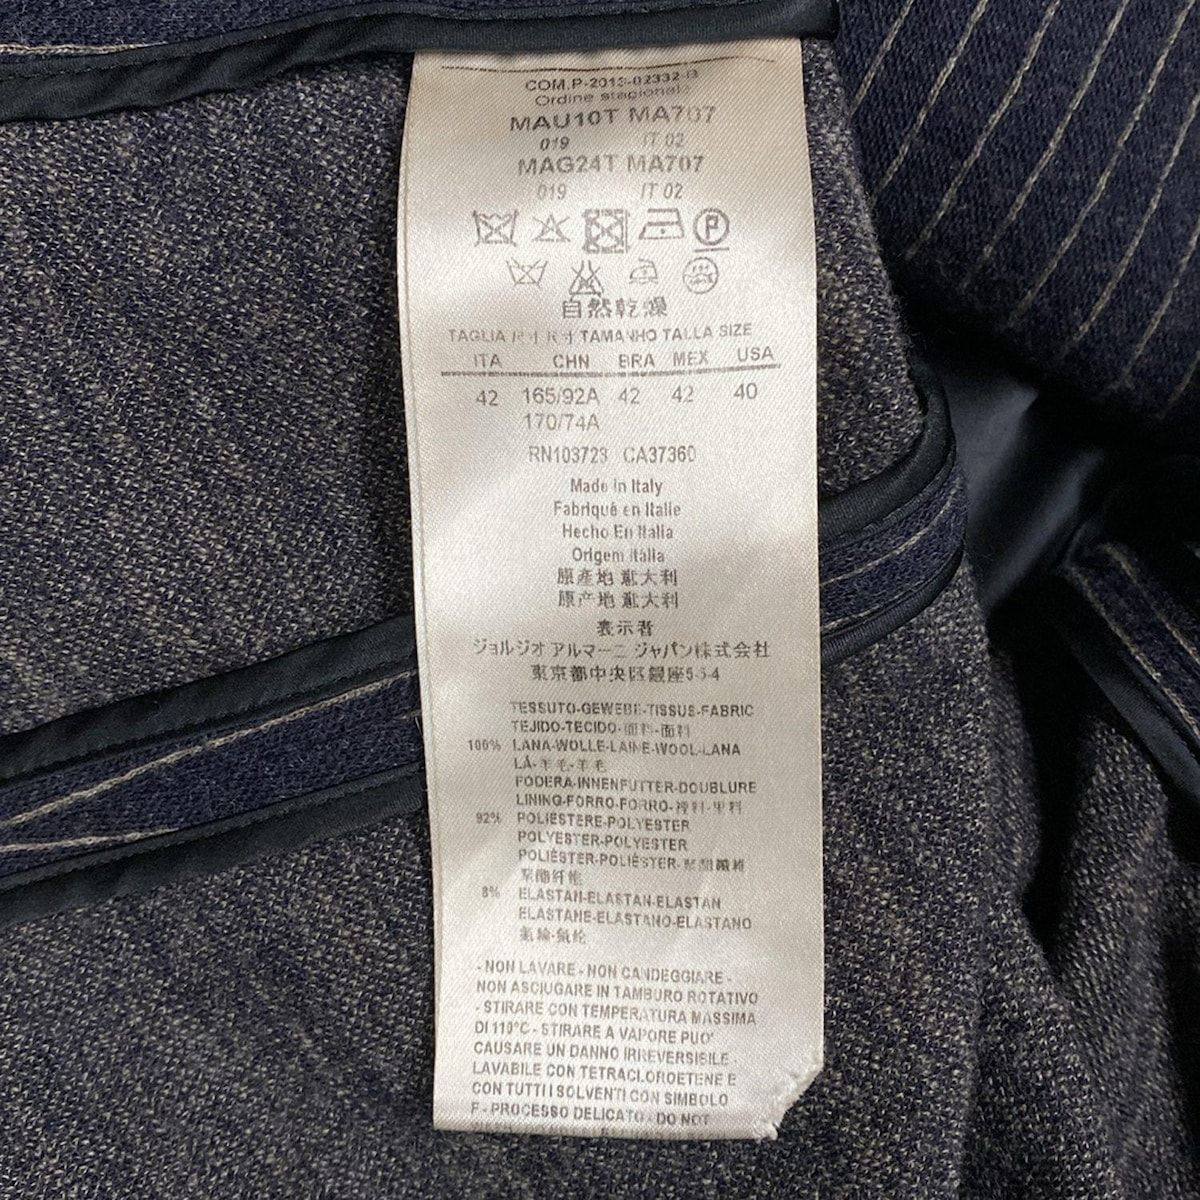 COM.P-2013-02332-B
Ordine stagionale
MAU10T MA707
019 IT 02
MAG24T MA707
019 IT 02
P
自然乾燥
TAGLIA 尺寸 尺寸 TAMANHO TALLA SIZE
ITA CHN BRA MEX USA
42 165/92A 42 42 40
170/74A
RN103723 CA37360
Made in Italy
Fabriqué en Italie
Hecho En Italia
Origem italia
原產地 意大利
原产地 意大利
表示者
ジョルジオ アルマーニ ジャパン株式会社
東京都中央区銀座5-5-4
TESSUTO-GEWEBE-TISSUS-FABRIC
TEJIDO-TECIDO-面料-面料
100% LANA-WOLLE-LAINE-WOOL-LANA
LÃ-羊毛-羊毛
FODERA-INNENFUTTER-DOUBLURE
LINING-FORRO-FORRO-裡料-里料
92% POLIESTERE-POLYESTER
POLYESTER-POLYESTER
POLIÉSTER-POLIÉSTER-聚酯纖維
聚酯纤维
8% ELASTAN-ELASTAN-ELASTAN
ELASTANE-ELASTANO-ELASTANO
氨綸-氨纶
- NON LAVARE - NON CANDEGGIARE -
NON ASCIUGARE IN TAMBURO ROTATIVO
- STIRARE CON TEMPERATURA MASSIMA
DI 110°C - STIRARE A VAPORE PUO'
CAUSARE UN DANNO IRREVERSIBILE -
LAVABILE CON TETRACLOROETENE E
CON TUTTI I SOLVENTI CON SIMBOLO
F - PROCESSO DELICATO - DO NOT